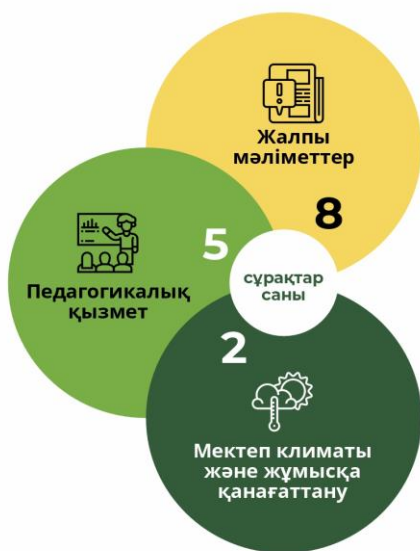 Жалпы
мәліметтер
8
5
Педагогикалық
қызмет
сұрақтар
саны
2
Мектеп климаты
және жұмысқа
қанағаттану